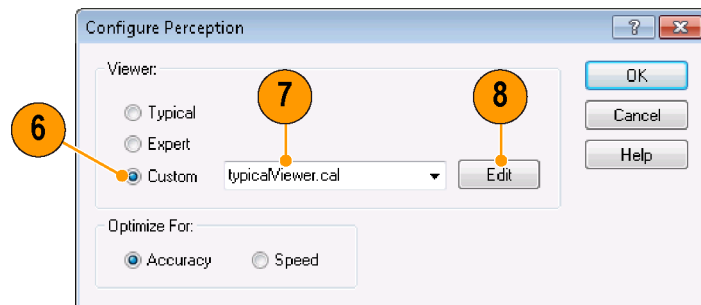 Configure Perception
?
Viewer:
7
8
OK
6
Typical
Cancel
Expert
Help
Custom
typicalViewer.cal
Edit
Optimize For:
Accuracy
Speed